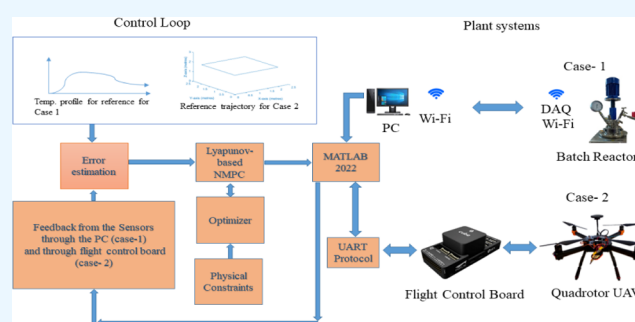 Control Loop
Plant systems
Temp. profile for reference for
Case 1
Reference trajectory for Case 2
PC
Wi-Fi
Case- 1
DAQ
Wi-Fi
Batch Reactor
Error
estimation
Lyapunov-
based
NMPC
MATLAB
2022
Feedback from the Sensors
through the PC (case-1)
and through flight control board
(case- 2)
Optimizer
Physical
Constraints
UART
Protocol
Flight Control Board
Case- 2
Quadrotor UAV